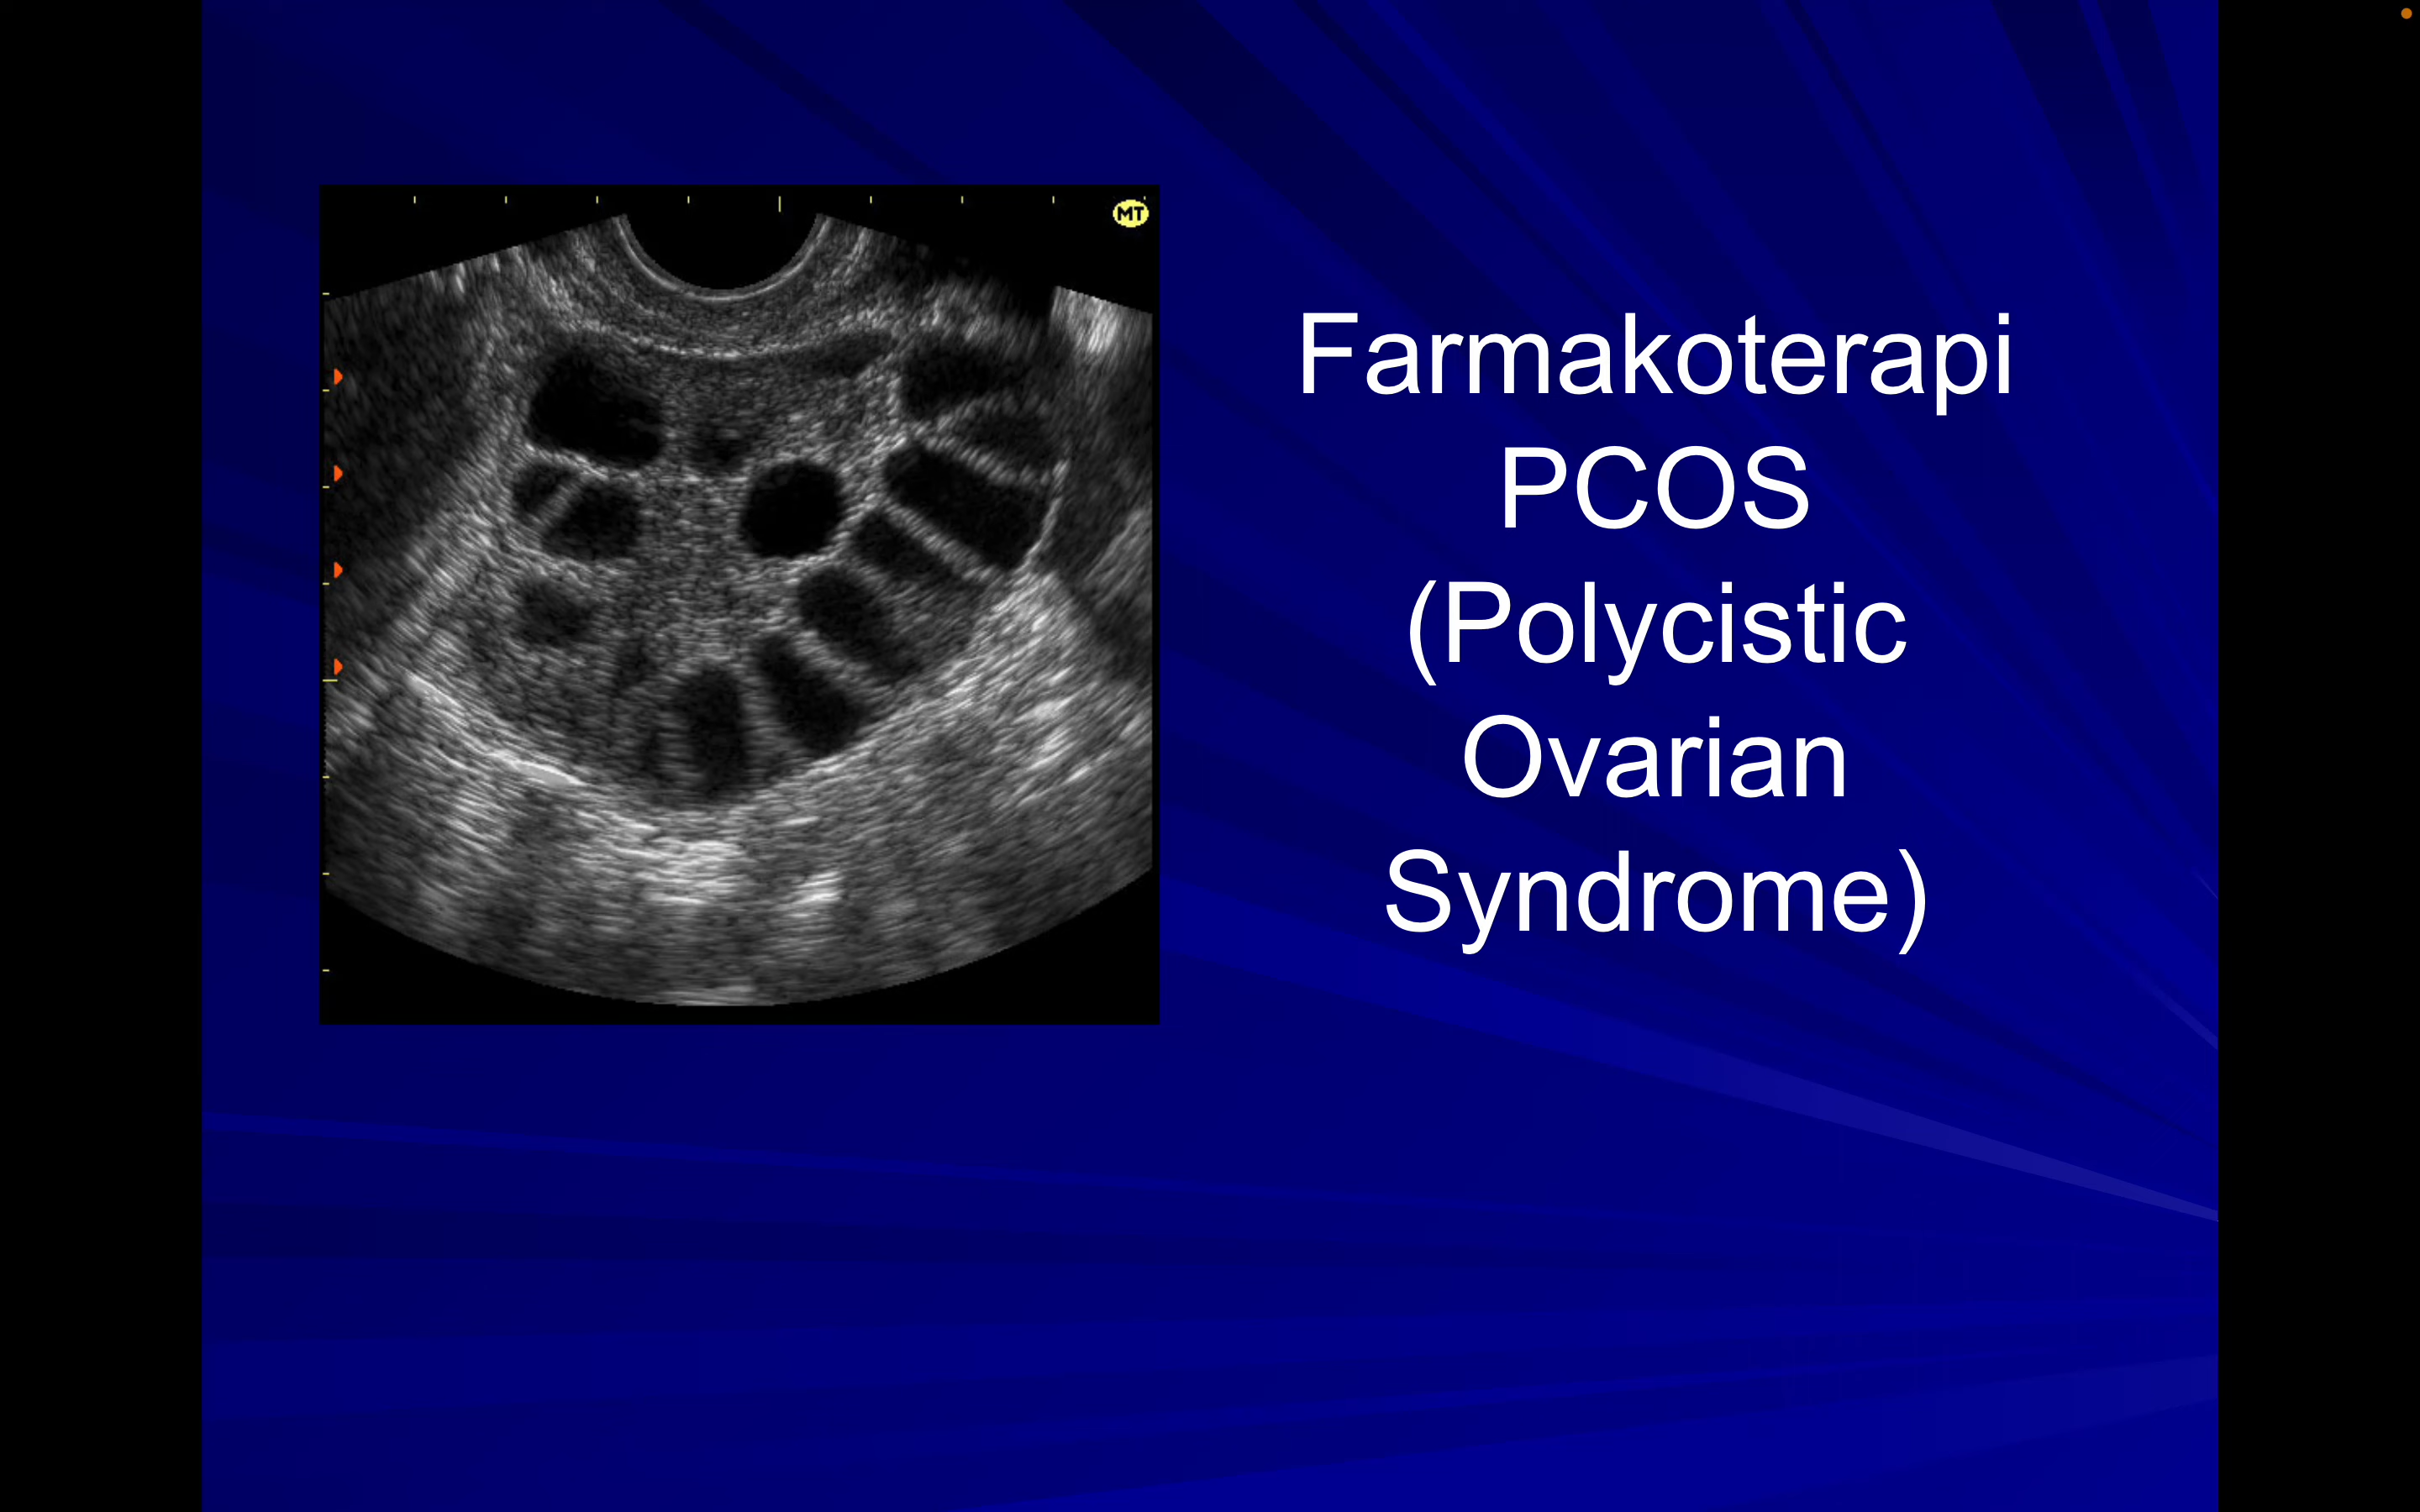 MT
Farmakoterapi
PCOS
(Polycistic
Ovarian
Syndrome)